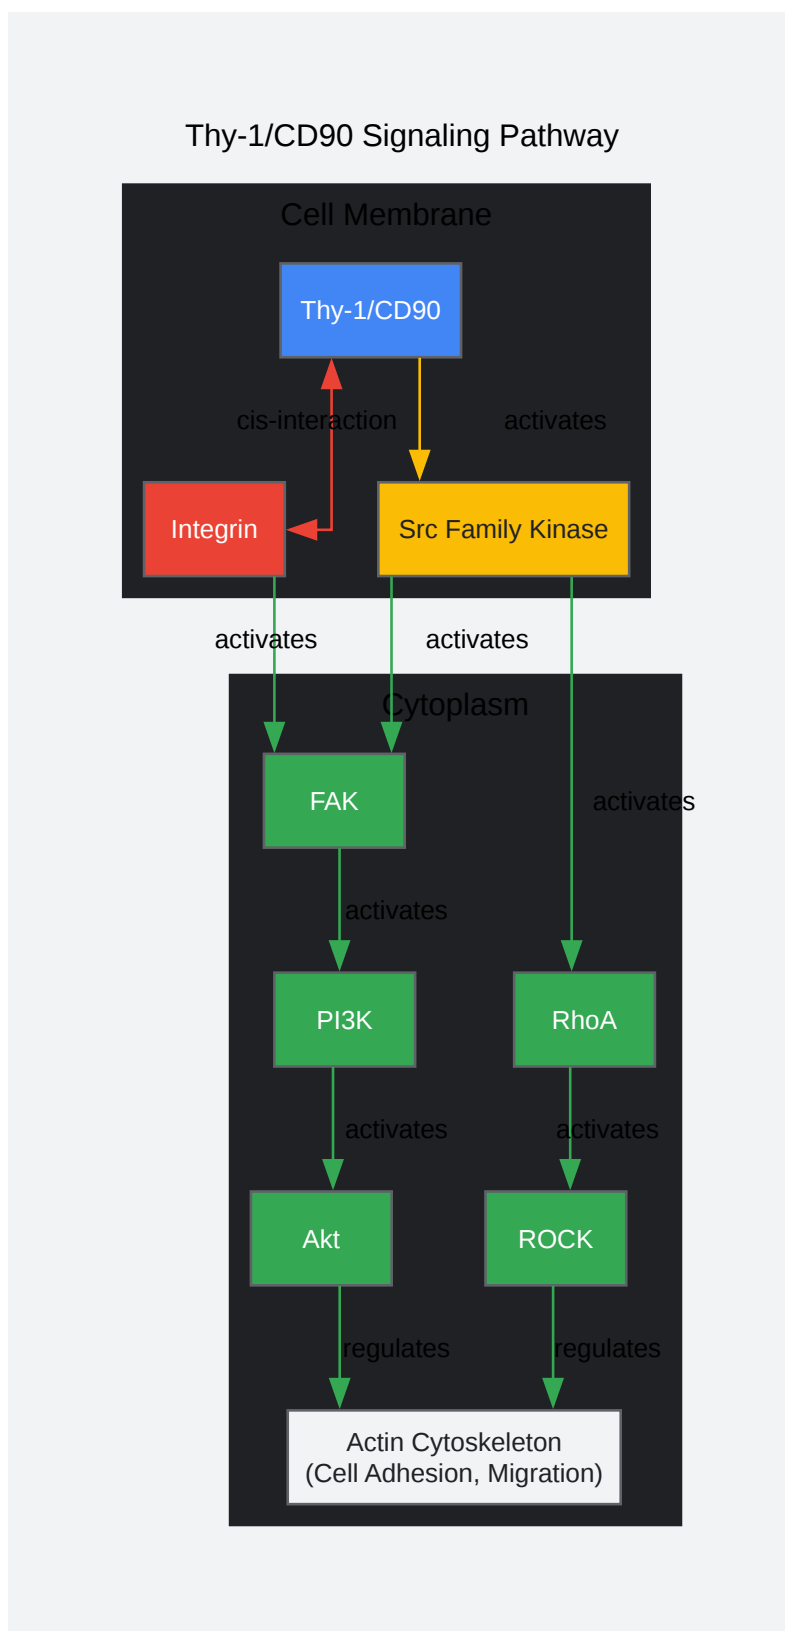 Thy-1/CD90 Signaling Pathway
Cell Membrane
Thy-1/CD90
cis-interaction
activates
Integrin
Src Family Kinase
activates
activates
Cytoplasm
FAK
activates
activates
PI3K
RhoA
activates
activates
Akt
ROCK
regulates
regulates
Actin Cytoskeleton
(Cell Adhesion, Migration)